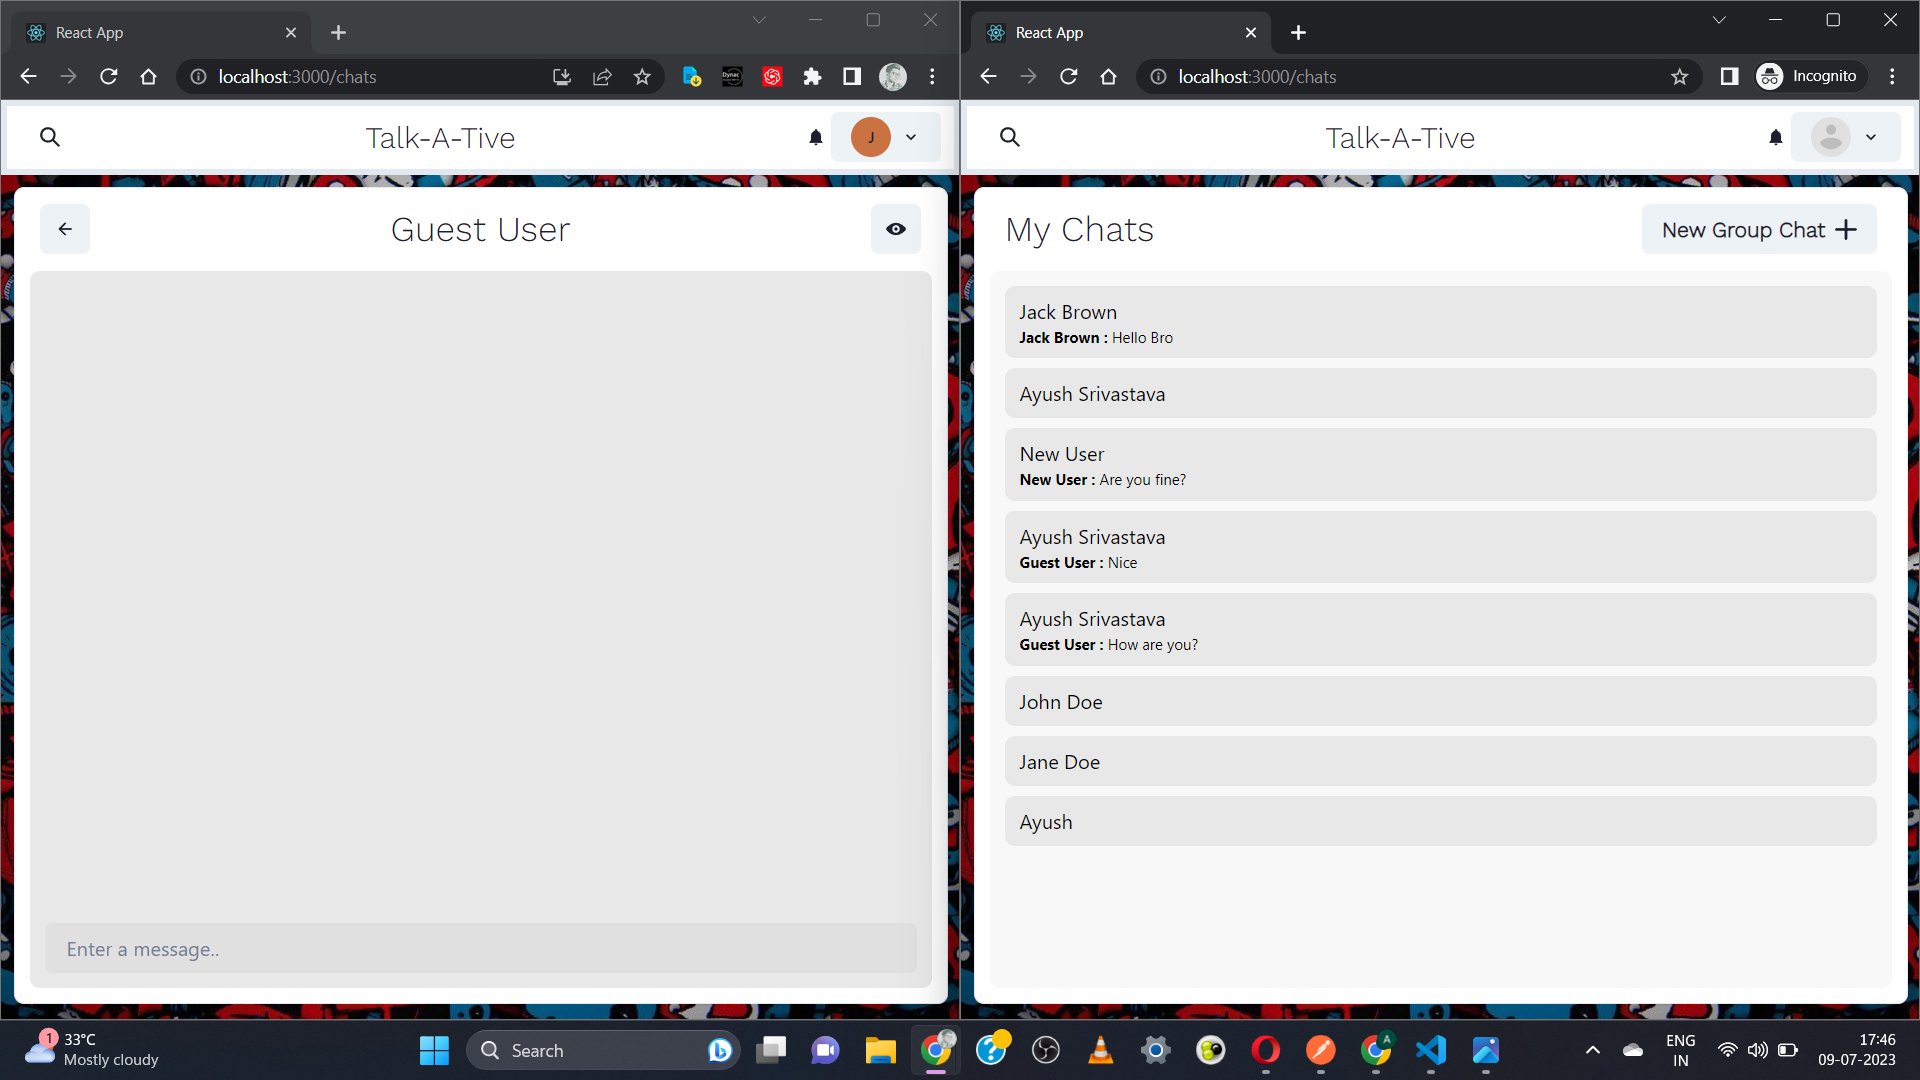 React App
localhost:3000/chats
Dynac
Talk-A-Tive
J
Guest User
Enter a message..
React App
localhost:3000/chats
Incognito
Talk-A-Tive
My Chats
New Group Chat
Jack Brown
Jack Brown : Hello Bro
Ayush Srivastava
New User
New User : Are you fine?
Ayush Srivastava
Guest User : Nice
Ayush Srivastava
Guest User : How are you?
John Doe
Jane Doe
Ayush
1
33°C
Mostly cloudy
Search
A
ENG
IN
17:46
09-07-2023